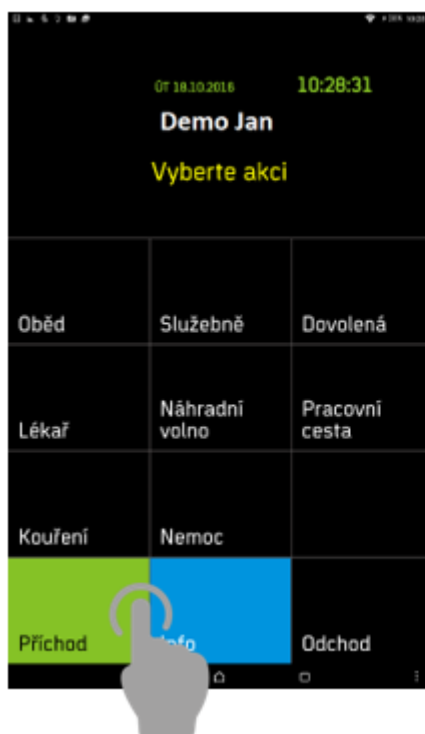 ÚT 18.10.2016 10:28:31
Demo Jan
Vyberte akci
Oběd Služebně Dovolená
Lékař Náhradní volno Pracovní cesta
Kouření Nemoc
Příchod Info Odchod